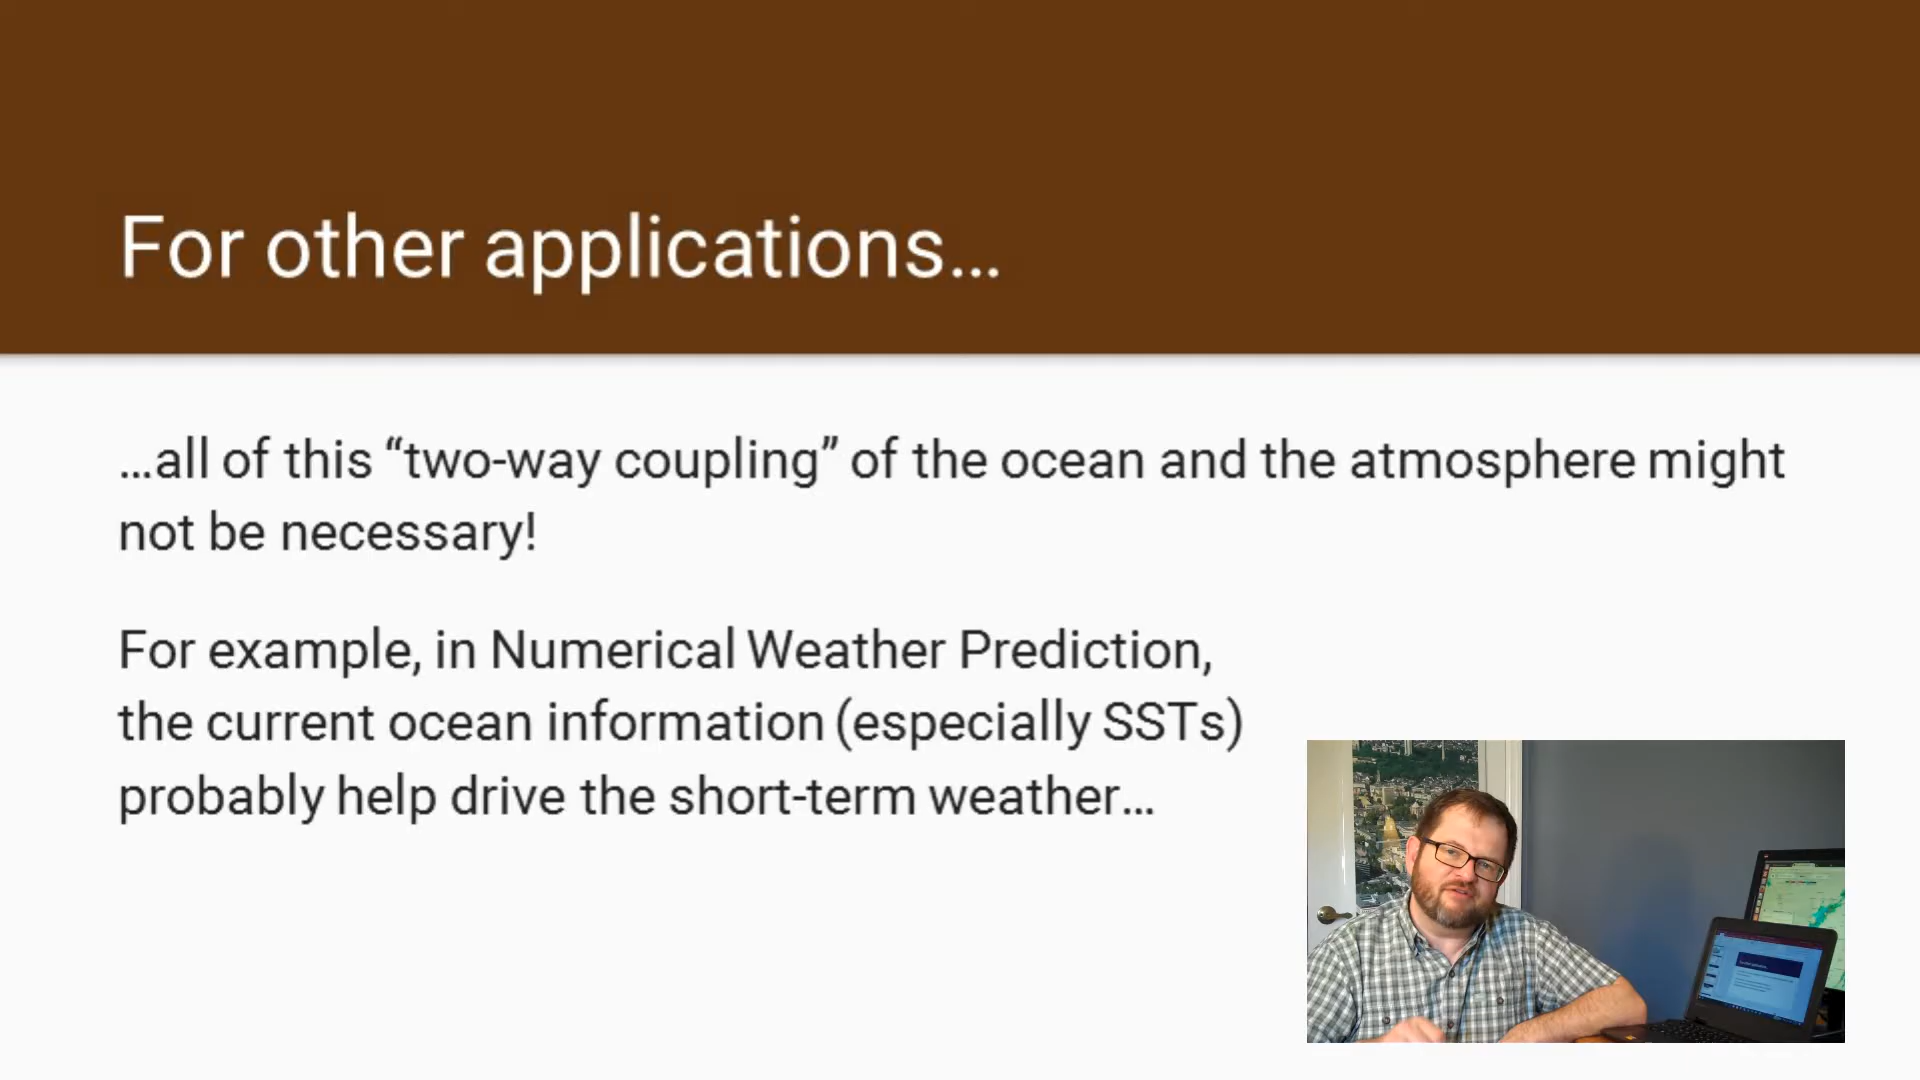 For other applications...
...all of this “two-way coupling” of the ocean and the atmosphere might
not be necessary!
For example, in Numerical Weather Prediction,
the current ocean information (especially SSTs)
probably help drive the short-term weather...